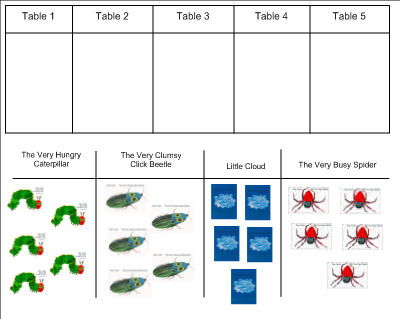 Table 1 Table 2 Table 3 Table 4 Table 5
The Very Hungry
Caterpillar
The Very Clumsy
Click Beetle
Little Cloud
The Very Busy Spider